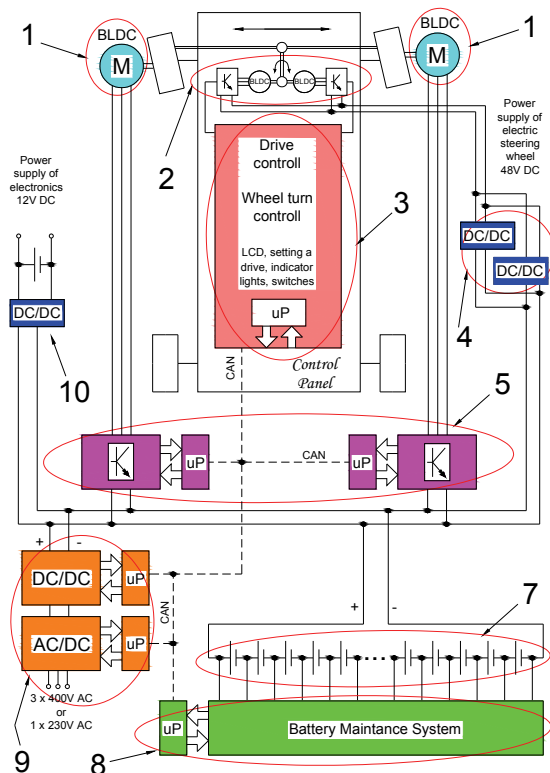 1
BLDC
M
BLDC
1
M
BLDC
BLDC
2
Power
supply of
electronics
12V DC
Power
supply of
electric
steering
wheel
48V DC
Drive
controll
Wheel turn
controll
LCD, setting a
drive, indicator
lights, switches
uP
3
DC/DC
DC/DC
4
DC/DC
10
CAN
Control
Panel
5
uP
CAN
uP
+
-
DC/DC
uP
AC/DC
uP
CAN
+
-
7
3 x 400V AC
or
1 x 230V AC
9
uP
8
Battery Maintance System